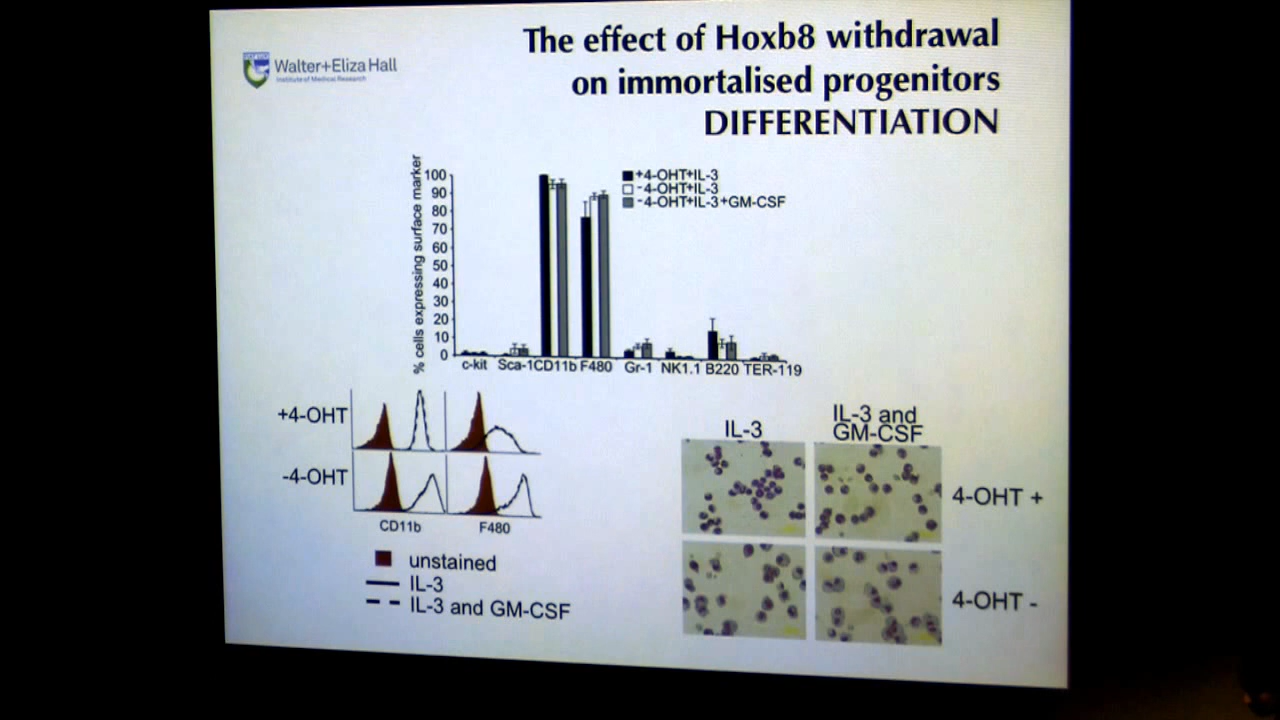 The effect of Hoxb8 withdrawal
on immortalised progenitors
DIFFERENTIATION
Walter+Eliza Hall
Institute of Medical Research
% cells expressing surface marker
100
90
80
70
60
50
40
30
20
10
0
+4-OHT+IL-3
-4-OHT+IL-3
-4-OHT+IL-3+GM-CSF
c-kit Sca-1 CD11b F480 Gr-1 NK1.1 B220 TER-119
+4-OHT
-4-OHT
CD11b F480
unstained
IL-3
IL-3 and GM-CSF
IL-3
IL-3 and
GM-CSF
4-OHT +
4-OHT -